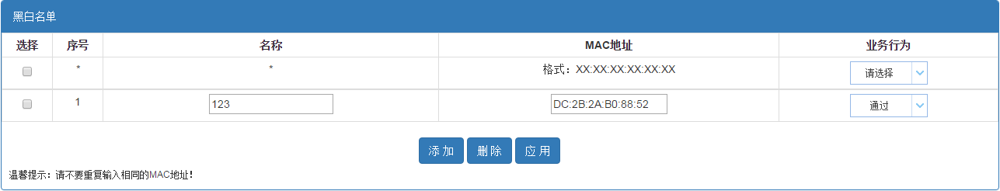 黑白名单
选择 序号 名称 MAC地址 业务行为
* * 格式：XX:XX:XX:XX:XX:XX 请选择
1 123 DC:2B:2A:B0:88:52 通过
添加 删除 应用
温馨提示：请不要重复输入相同的MAC地址！